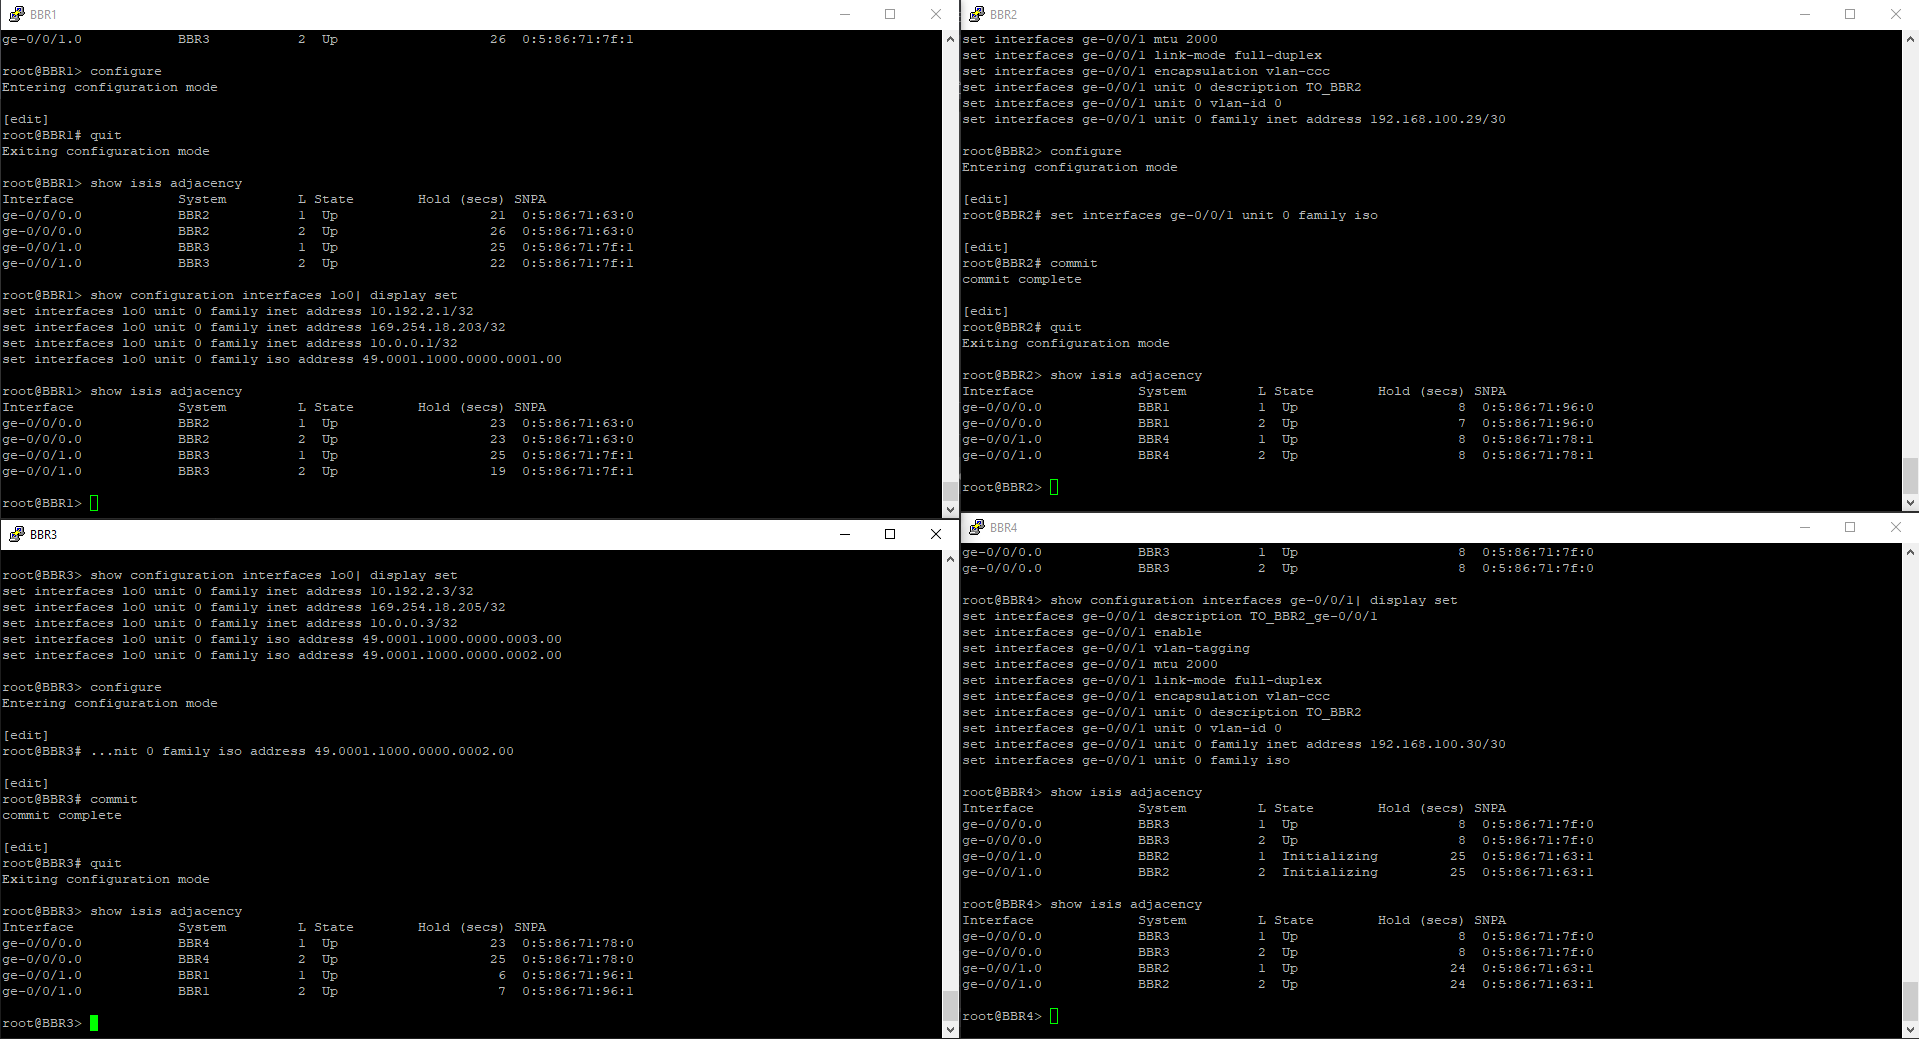 BBR1
ge-0/0/1.0            BBR3         2  Up                   26  0:5:86:71:7f:1
root@BBR1> configure
Entering configuration mode
[edit]
root@BBR1# quit
Exiting configuration mode
root@BBR1> show isis adjacency
Interface             System         L State        Hold (secs) SNPA
ge-0/0/0.0            BBR2           1  Up                   21  0:5:86:71:63:0
ge-0/0/0.0            BBR2           2  Up                   26  0:5:86:71:63:0
ge-0/0/1.0            BBR3           1  Up                   25  0:5:86:71:7f:1
ge-0/0/1.0            BBR3           2  Up                   22  0:5:86:71:7f:1
root@BBR1> show configuration interfaces lo0| display set
set interfaces lo0 unit 0 family inet address 10.192.2.1/32
set interfaces lo0 unit 0 family inet address 169.254.18.203/32
set interfaces lo0 unit 0 family inet address 10.0.0.1/32
set interfaces lo0 unit 0 family iso address 49.0001.1000.0000.0001.00
root@BBR1> show isis adjacency
Interface             System         L State        Hold (secs) SNPA
ge-0/0/0.0            BBR2           1  Up                   23  0:5:86:71:63:0
ge-0/0/0.0            BBR2           2  Up                   23  0:5:86:71:63:0
ge-0/0/1.0            BBR3           1  Up                   25  0:5:86:71:7f:1
ge-0/0/1.0            BBR3           2  Up                   19  0:5:86:71:7f:1
root@BBR1>
BBR2
set interfaces ge-0/0/1 mtu 2000
set interfaces ge-0/0/1 link-mode full-duplex
set interfaces ge-0/0/1 encapsulation vlan-ccc
set interfaces ge-0/0/1 unit 0 description TO_BBR2
set interfaces ge-0/0/1 unit 0 vlan-id 0
set interfaces ge-0/0/1 unit 0 family inet address 192.168.100.29/30
root@BBR2> configure
Entering configuration mode
[edit]
root@BBR2# set interfaces ge-0/0/1 unit 0 family iso
[edit]
root@BBR2# commit
commit complete
[edit]
root@BBR2# quit
Exiting configuration mode
root@BBR2> show isis adjacency
Interface             System         L State        Hold (secs) SNPA
ge-0/0/0.0            BBR1           1  Up                    8  0:5:86:71:96:0
ge-0/0/0.0            BBR1           2  Up                    7  0:5:86:71:96:0
ge-0/0/1.0            BBR4           1  Up                    8  0:5:86:71:78:1
ge-0/0/1.0            BBR4           2  Up                    8  0:5:86:71:78:1
root@BBR2>
BBR3
root@BBR3> show configuration interfaces lo0| display set
set interfaces lo0 unit 0 family inet address 10.192.2.3/32
set interfaces lo0 unit 0 family inet address 169.254.18.205/32
set interfaces lo0 unit 0 family inet address 10.0.0.3/32
set interfaces lo0 unit 0 family iso address 49.0001.1000.0000.0003.00
set interfaces lo0 unit 0 family iso address 49.0001.1000.0000.0002.00
root@BBR3> configure
Entering configuration mode
[edit]
root@BBR3# ...nit 0 family iso address 49.0001.1000.0000.0002.00
[edit]
root@BBR3# commit
commit complete
[edit]
root@BBR3# quit
Exiting configuration mode
root@BBR3> show isis adjacency
Interface             System         L State        Hold (secs) SNPA
ge-0/0/0.0            BBR4           1  Up                   23  0:5:86:71:78:0
ge-0/0/0.0            BBR4           2  Up                   25  0:5:86:71:78:0
ge-0/0/1.0            BBR1           1  Up                    6  0:5:86:71:96:1
ge-0/0/1.0            BBR1           2  Up                    7  0:5:86:71:96:1
root@BBR3>
BBR4
ge-0/0/0.0            BBR3           1  Up                    8  0:5:86:71:7f:0
ge-0/0/0.0            BBR3           2  Up                    8  0:5:86:71:7f:0
root@BBR4> show configuration interfaces ge-0/0/1| display set
set interfaces ge-0/0/1 description TO_BBR2_ge-0/0/1
set interfaces ge-0/0/1 enable
set interfaces ge-0/0/1 vlan-tagging
set interfaces ge-0/0/1 mtu 2000
set interfaces ge-0/0/1 link-mode full-duplex
set interfaces ge-0/0/1 encapsulation vlan-ccc
set interfaces ge-0/0/1 unit 0 description TO_BBR2
set interfaces ge-0/0/1 unit 0 vlan-id 0
set interfaces ge-0/0/1 unit 0 family inet address 192.168.100.30/30
set interfaces ge-0/0/1 unit 0 family iso
root@BBR4> show isis adjacency
Interface             System         L State        Hold (secs) SNPA
ge-0/0/0.0            BBR3           1  Up                    8  0:5:86:71:7f:0
ge-0/0/0.0            BBR3           2  Up                    8  0:5:86:71:7f:0
ge-0/0/1.0            BBR2           1  Initializing         25  0:5:86:71:63:1
ge-0/0/1.0            BBR2           2  Initializing         25  0:5:86:71:63:1
root@BBR4> show isis adjacency
Interface             System         L State        Hold (secs) SNPA
ge-0/0/0.0            BBR3           1  Up                    8  0:5:86:71:7f:0
ge-0/0/0.0            BBR3           2  Up                    8  0:5:86:71:7f:0
ge-0/0/1.0            BBR2           1  Up                   24  0:5:86:71:63:1
ge-0/0/1.0            BBR2           2  Up                   24  0:5:86:71:63:1
root@BBR4>